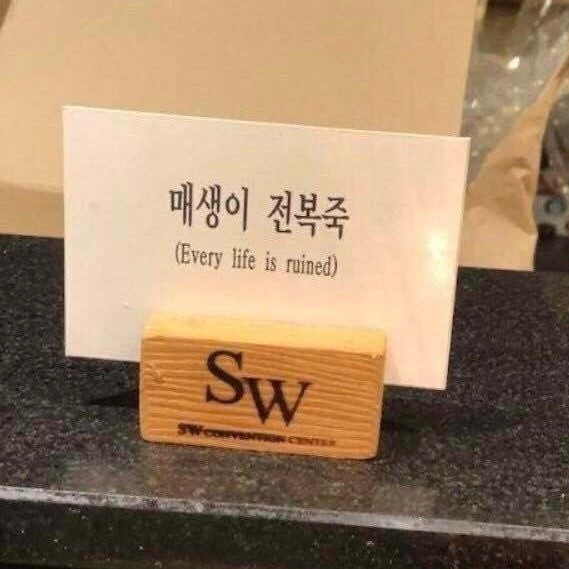 매생이 전복죽
(Every life is ruined)
SW
SW CONVENTION CENTER